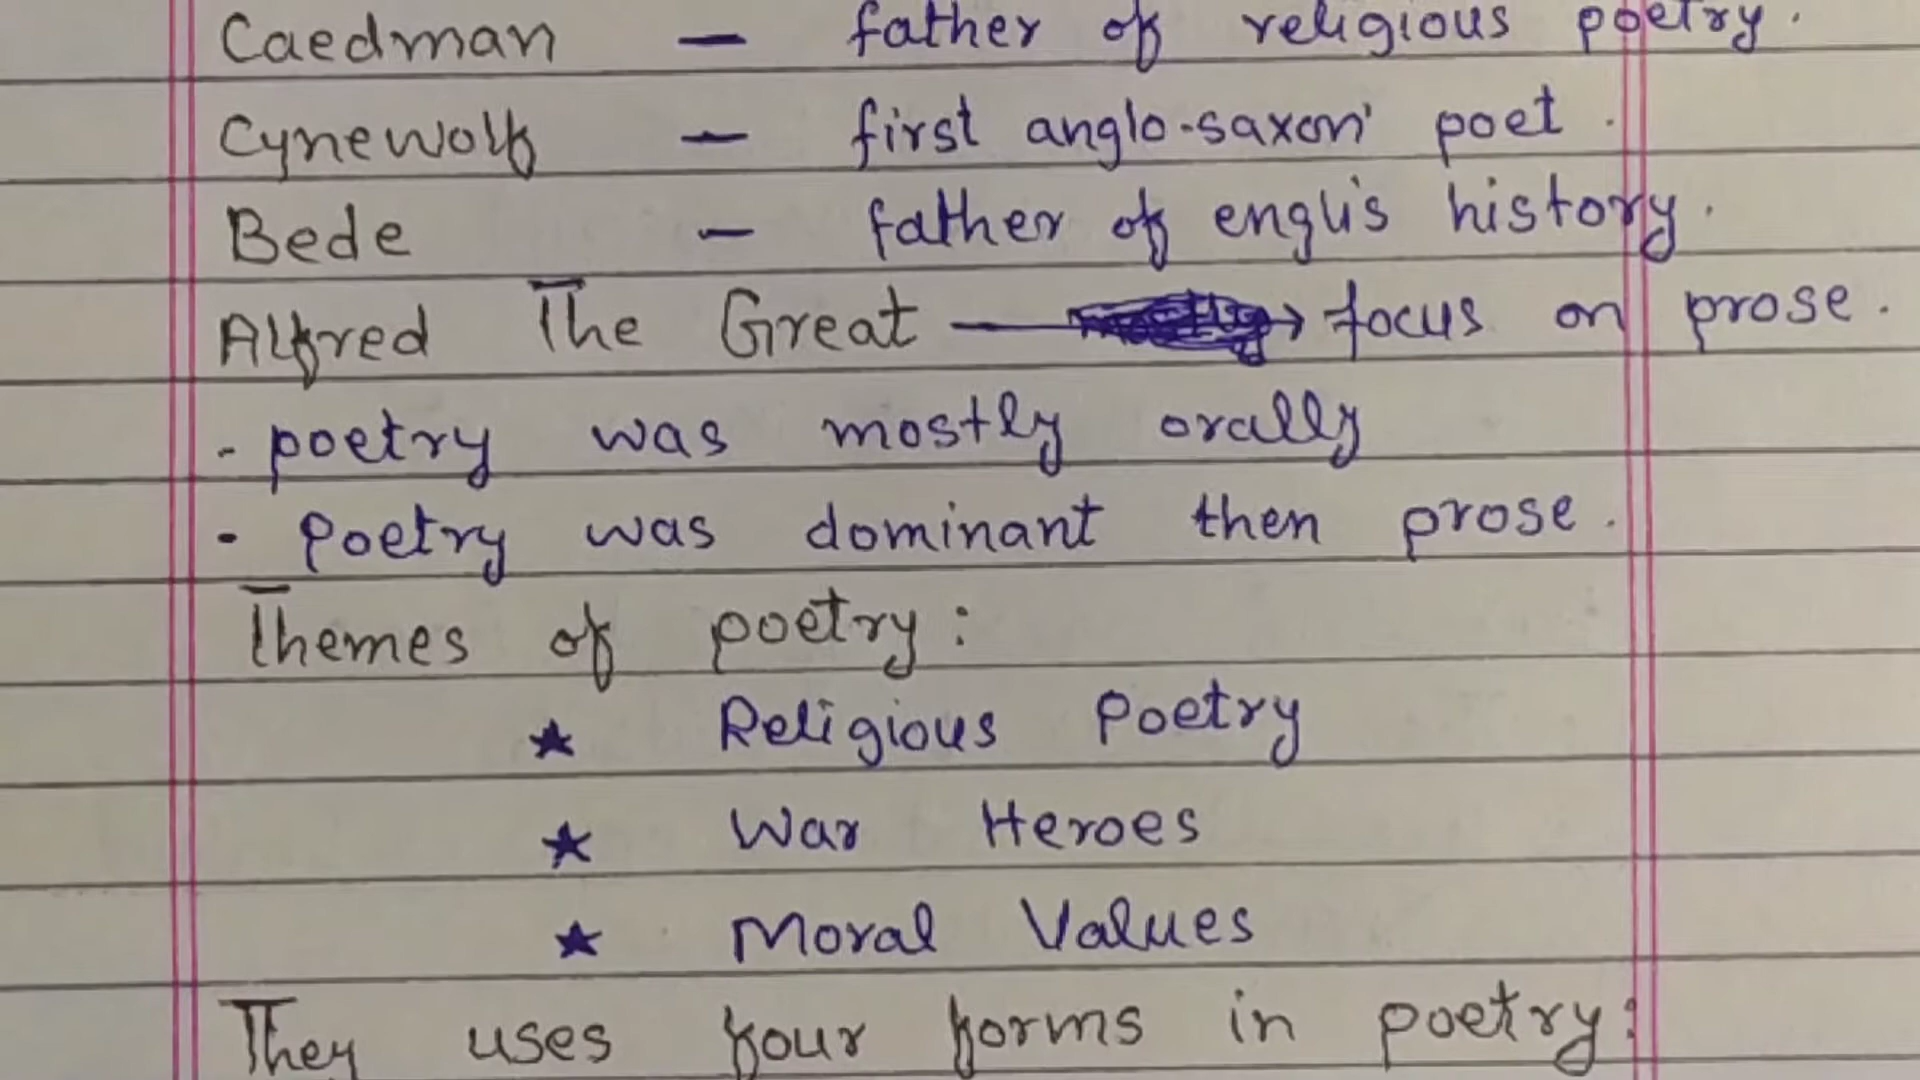 Caedman — father of religious poetry.
Cynewolf — first anglo-saxon poet.
Bede — father of englis history.
Alfred The Great —→ focus on prose.
- poetry was mostly orally
- Poetry was dominant then prose.
Themes of poetry:
★ Religious Poetry
★ War Heroes
★ Moral Values
They uses four forms in poetry: